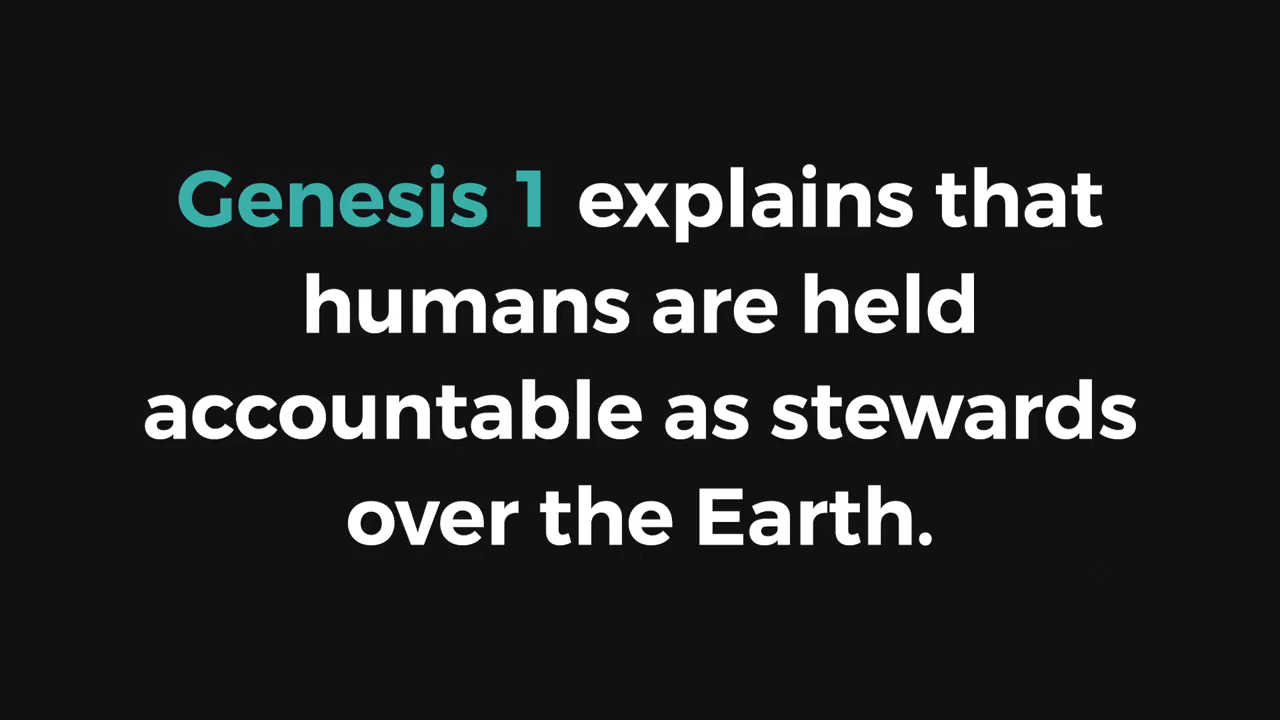 Genesis 1 explains that
humans are held
accountable as stewards
over the Earth.